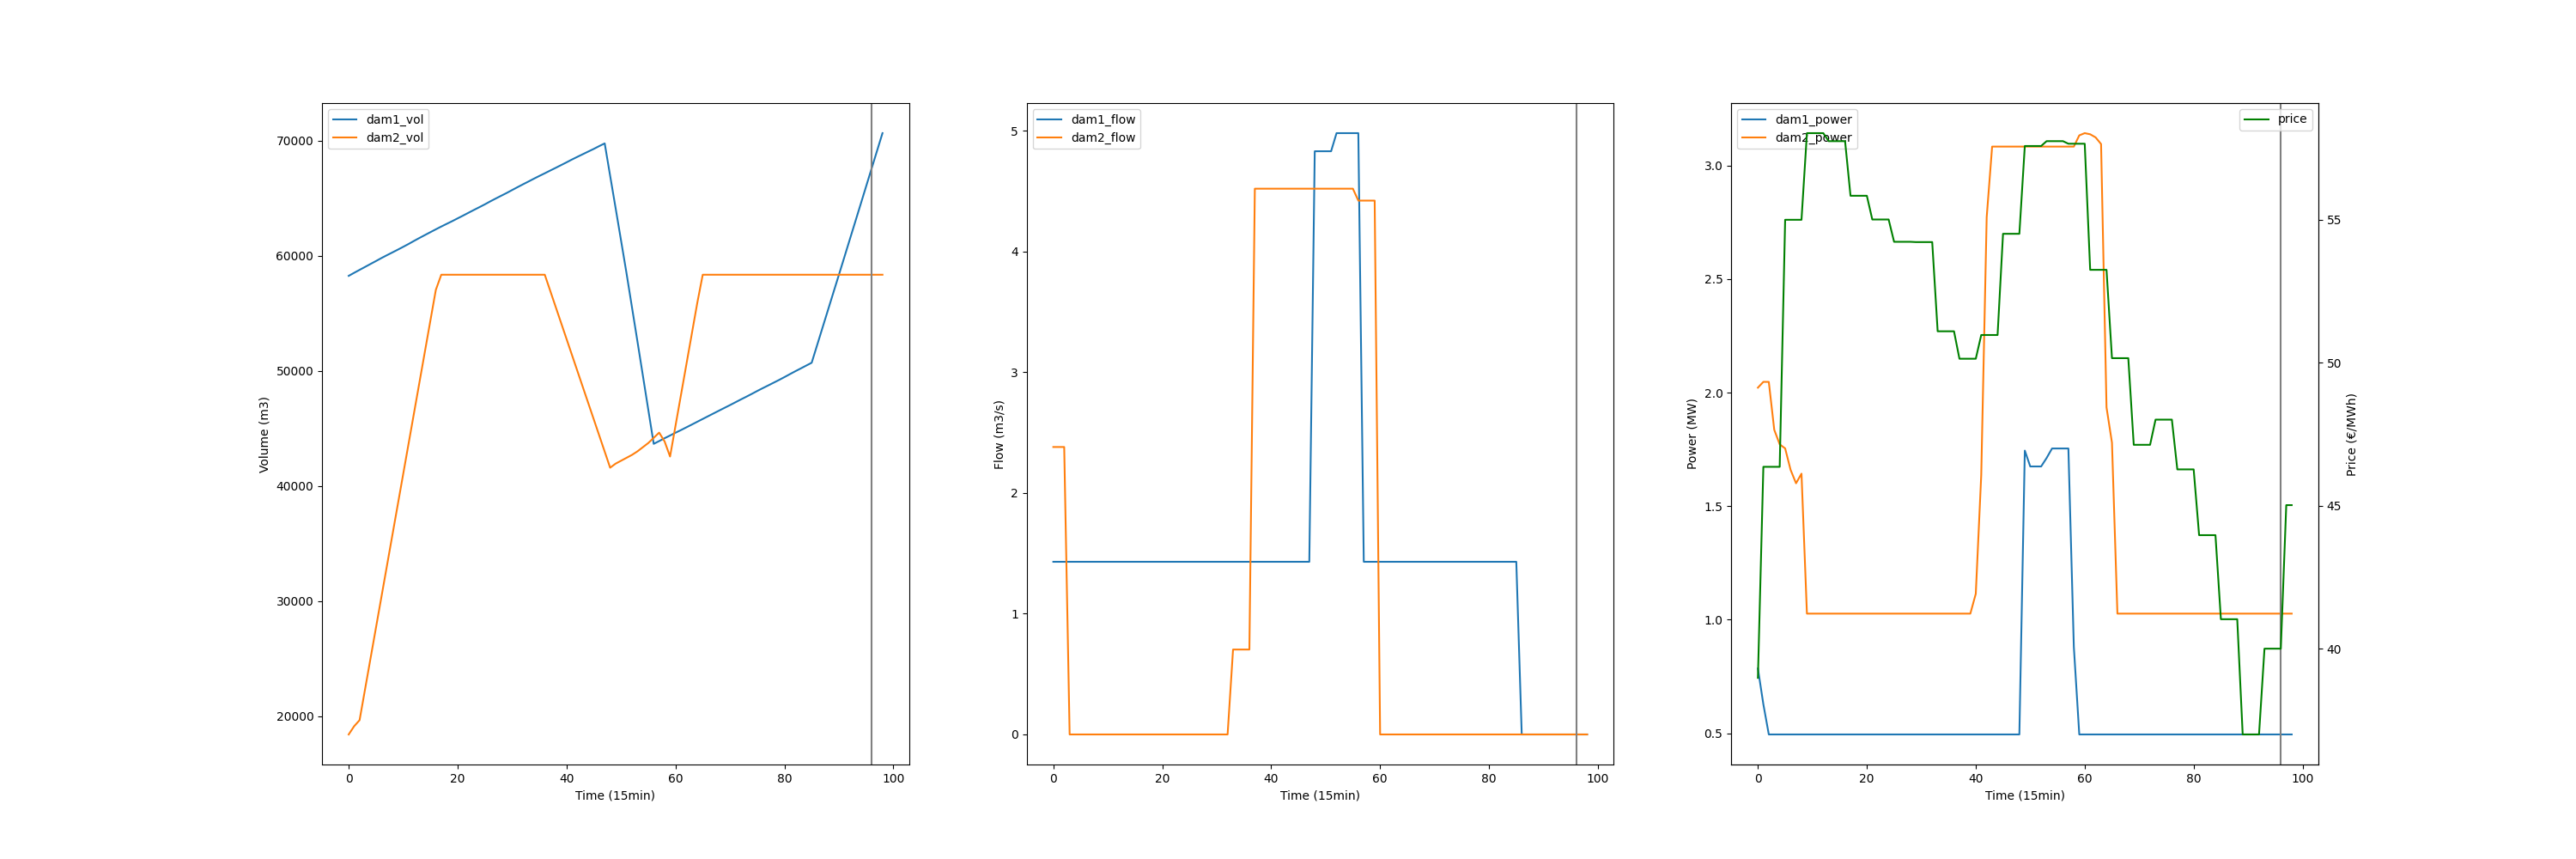 dam1_vol
dam2_vol
70000
60000
50000
40000
30000
20000
Volume (m3)
0 20 40 60 80 100
Time (15min)
dam1_flow
dam2_flow
5
4
3
2
1
0
Flow (m3/s)
0 20 40 60 80 100
Time (15min)
dam1_power
dam2_power
price
3.0
2.5
2.0
1.5
1.0
0.5
Power (MW)
55
50
45
40
Price (€/MWh)
0 20 40 60 80 100
Time (15min)